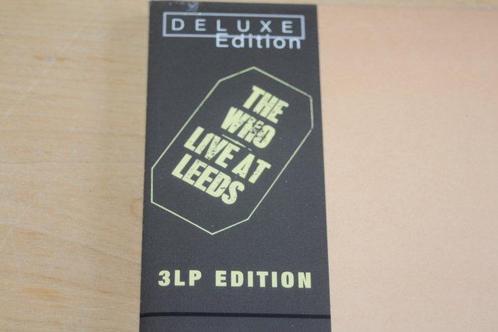 DELUXE
Edition
THE
WHO
LIVE AT
LEEDS
3LP EDITION